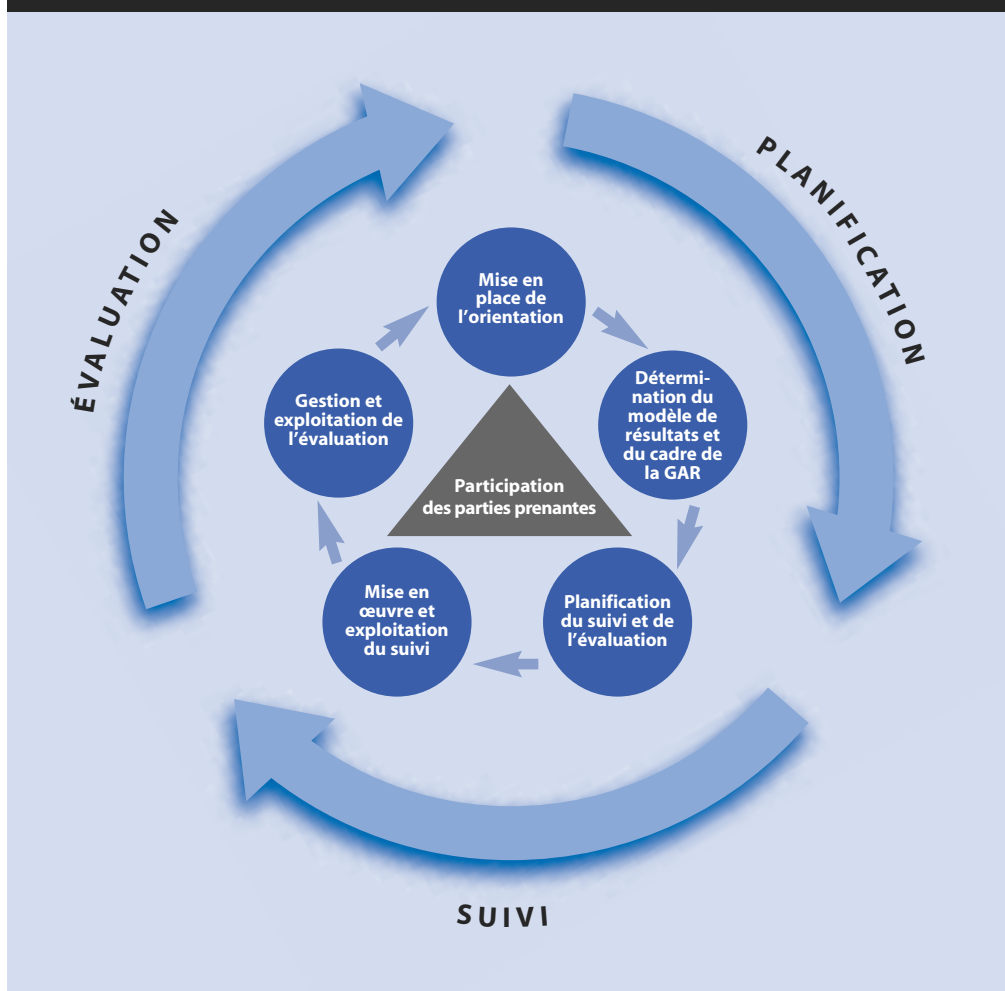 PLANIFICATION
ÉVALUATION
SUIVI
Mise en
place de
l’orientation
Détermi-
nation du
modèle de
résultats et
du cadre de
la GAR
Planification
du suivi et de
l’évaluation
Mise en
œuvre et
exploitation
du suivi
Gestion et
exploitation de
l’évaluation
Participation
des parties prenantes